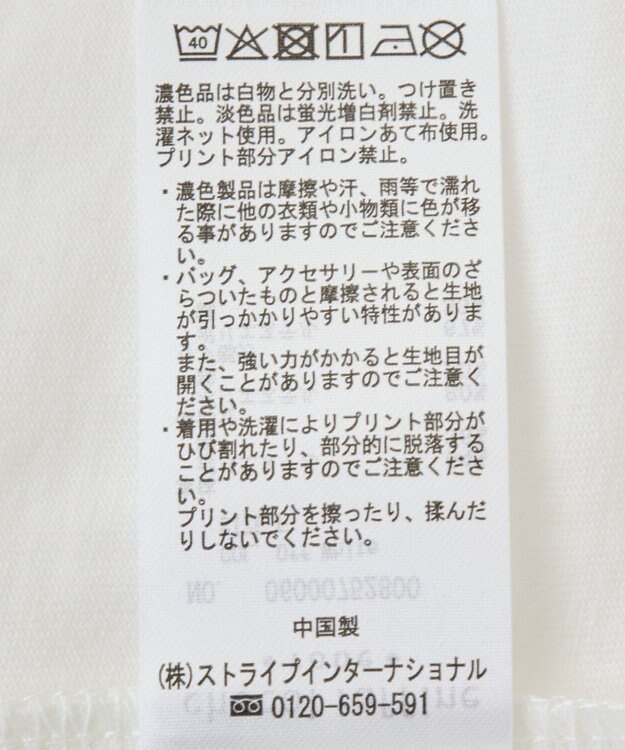 40
濃色品は白物と分別洗い。つけ置き
禁止。淡色品は蛍光増白剤禁止。洗
濯ネット使用。アイロンあて布使用。
プリント部分アイロン禁止。
・濃色製品は摩擦や汗、雨等で濡れ
た際に他の衣類や小物類に色が移
る事がありますのでご注意くださ
い。
・バッグ、アクセサリーや表面のざ
らついたものと摩擦されると生地
が引っかかりやすい特性がありま
す。
また、強い力がかかると生地目が
開くことがありますのでご注意く
ださい。
・着用や洗濯によりプリント部分が
ひび割れたり、部分的に脱落する
ことがありますのでご注意くださ
い。
プリント部分を擦ったり、揉んだ
りしないでください。
NO. 06000752800
中国製
(株)ストライプインターナショナル
0120-659-591